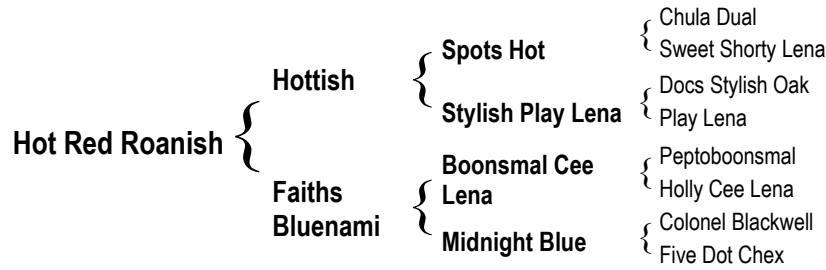 Hot Red Roanish
Hottish
Faiths
Bluenami
Spots Hot
Stylish Play Lena
Boonsmal Cee
Lena
Midnight Blue
Chula Dual
Sweet Shorty Lena
Docs Stylish Oak
Play Lena
Peptoboonsmal
Holly Cee Lena
Colonel Blackwell
Five Dot Chex